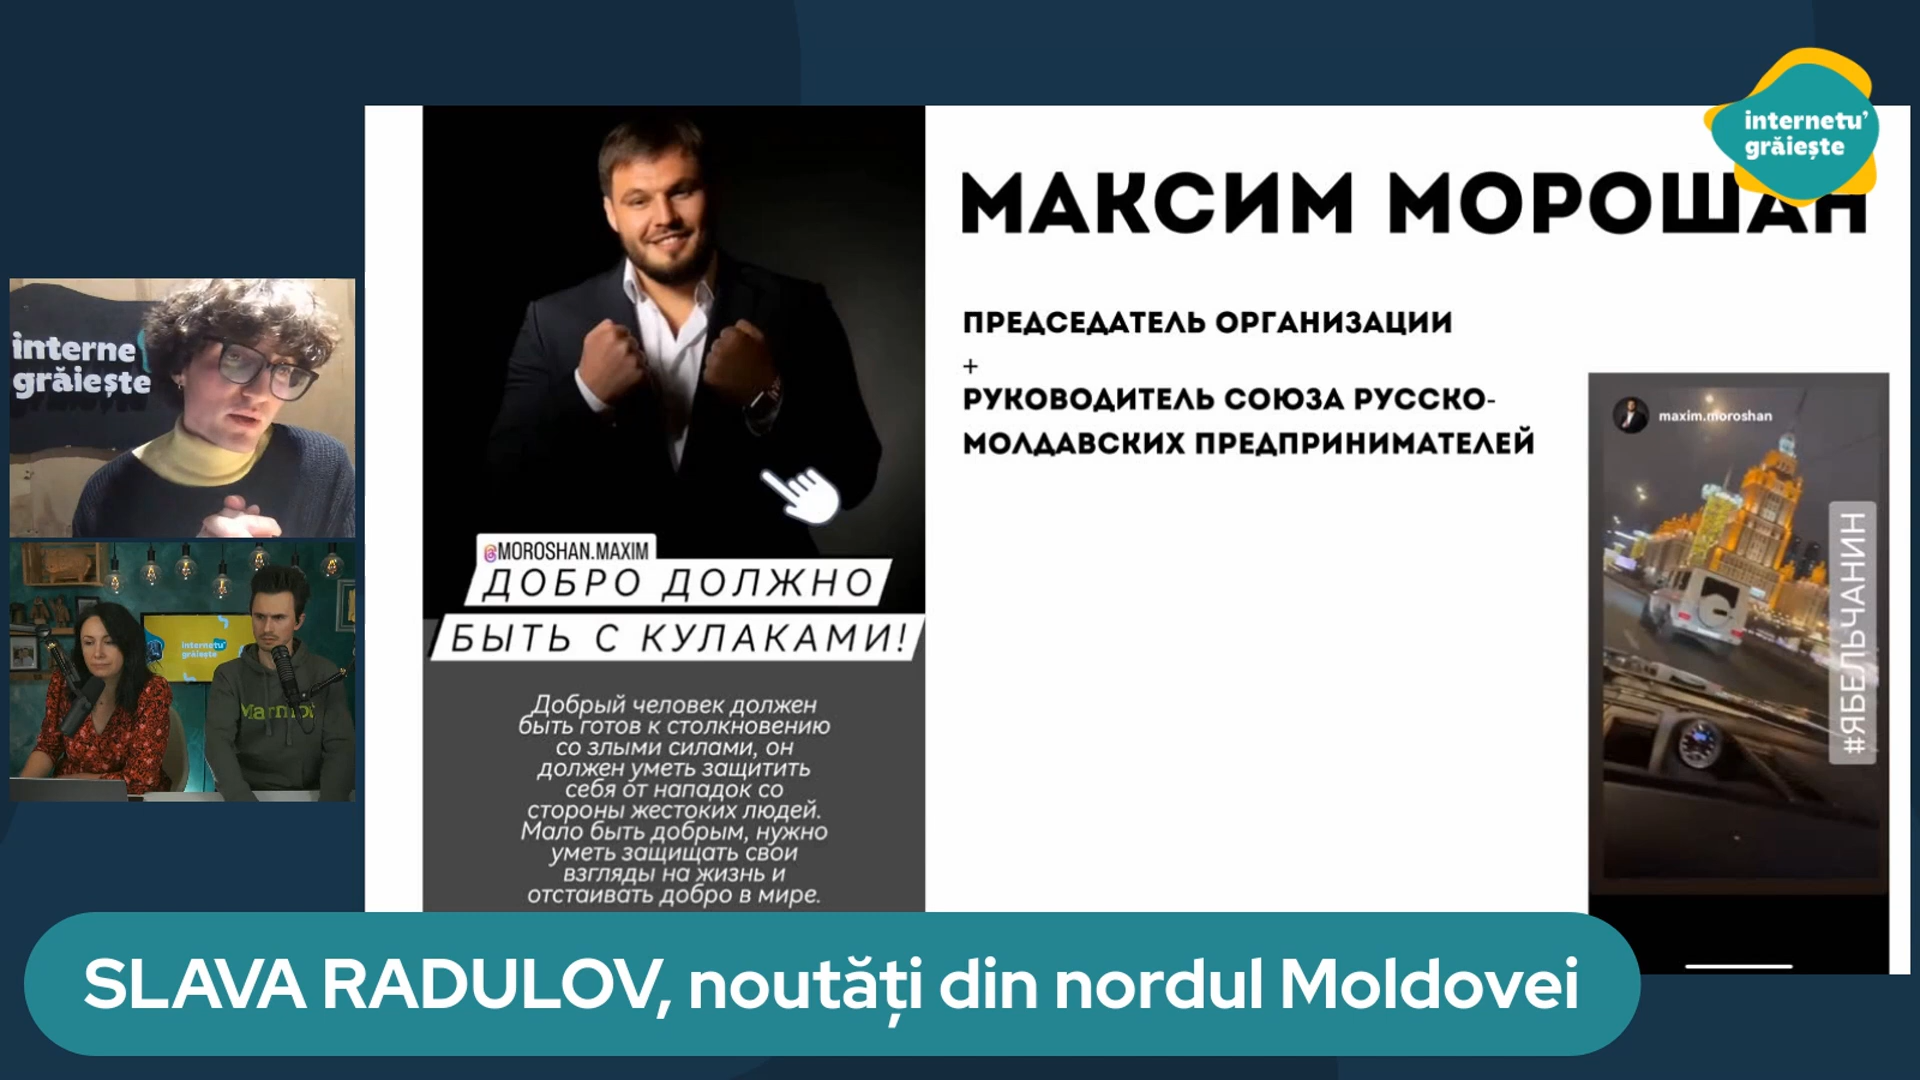 internetu’
grăiește
МАКСИМ МОРОШАН
ПРЕДСЕДАТЕЛЬ ОРГАНИЗАЦИИ
+
РУКОВОДИТЕЛЬ СОЮЗА РУССКО-
МОЛДАВСКИХ ПРЕДПРИНИМАТЕЛЕЙ
maxim.moroshan
#ЯБЕЛЬЧАНИН
@MOROSHAN.MAXIM
ДОБРО ДОЛЖНО
БЫТЬ С КУЛАКАМИ!
Добрый человек должен
быть готов к столкновению
со злыми силами, он
должен уметь защитить
себя от нападок со
стороны жестоких людей.
Мало быть добрым, нужно
уметь защищать свои
взгляды на жизнь и
отстаивать добро в мире.
interne
grăiește
internetu’
grăiește
SLAVA RADULOV, noutăți din nordul Moldovei